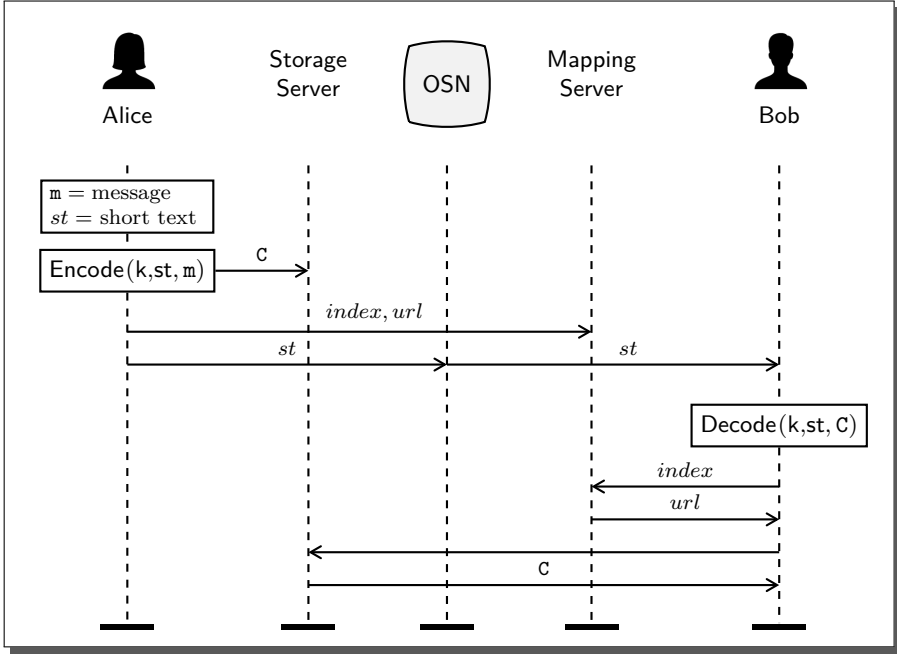 Alice
Storage
Server
OSN
Mapping
Server
Bob
m = message
st = short text
Encode(k,st, m)
C
index, url
st
st
Decode(k,st, C)
index
url
C